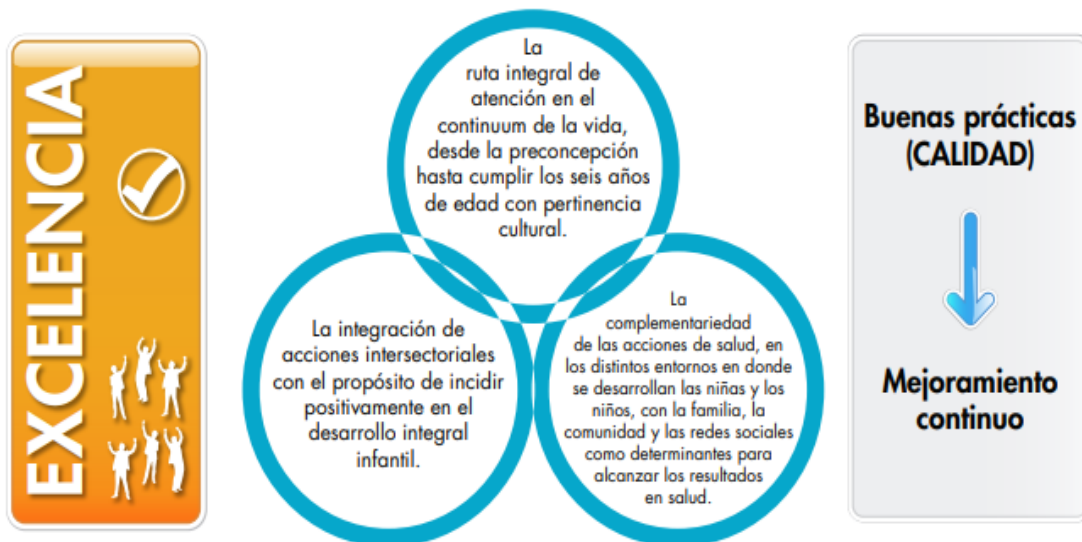 EXCELENCIA
La
ruta integral de
atención en el
continuum de la vida,
desde la preconcepción
hasta cumplir los seis años
de edad con pertinencia
cultural.
La integración de
acciones intersectoriales
con el propósito de incidir
positivamente en el
desarrollo integral
infantil.
La
complementariedad
de las acciones de salud, en
los distintos entornos en donde
se desarrollan las niñas y los
niños, con la familia, la
comunidad y las redes sociales
como determinantes para
alcanzar los resultados
en salud.
Buenas prácticas
(CALIDAD)
Mejoramiento
continuo